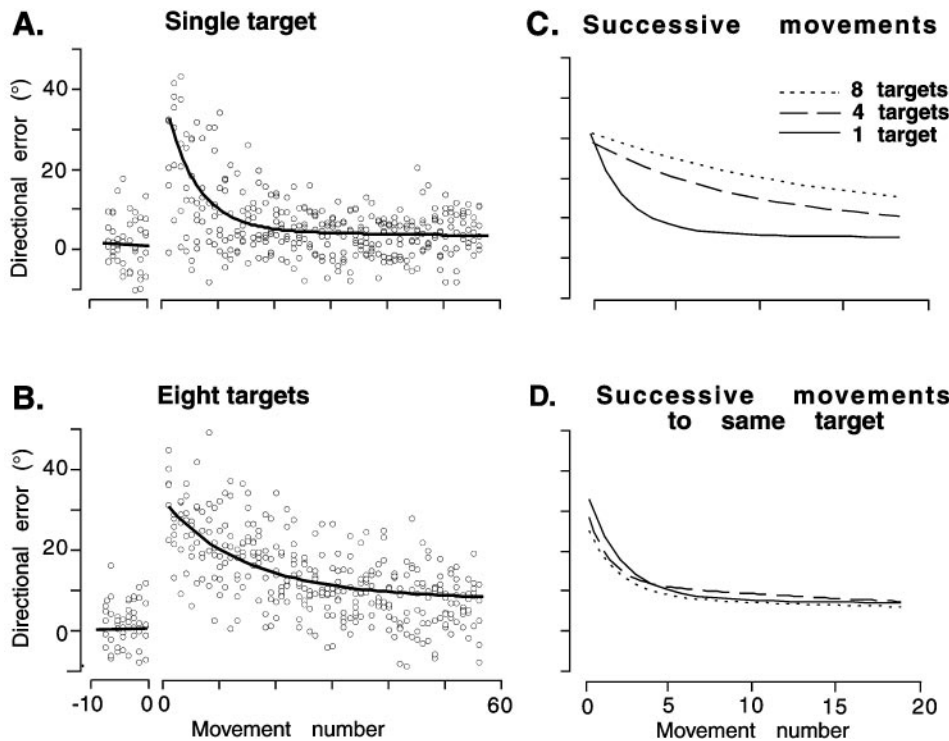 A. Single target
Directional error (°)
40
20
0
C. Successive movements
8 targets
4 targets
1 target
B. Eight targets
Directional error (°)
40
20
0
-10 0 0 60
Movement number
D. Successive movements
to same target
0 5 10 15 20
Movement number